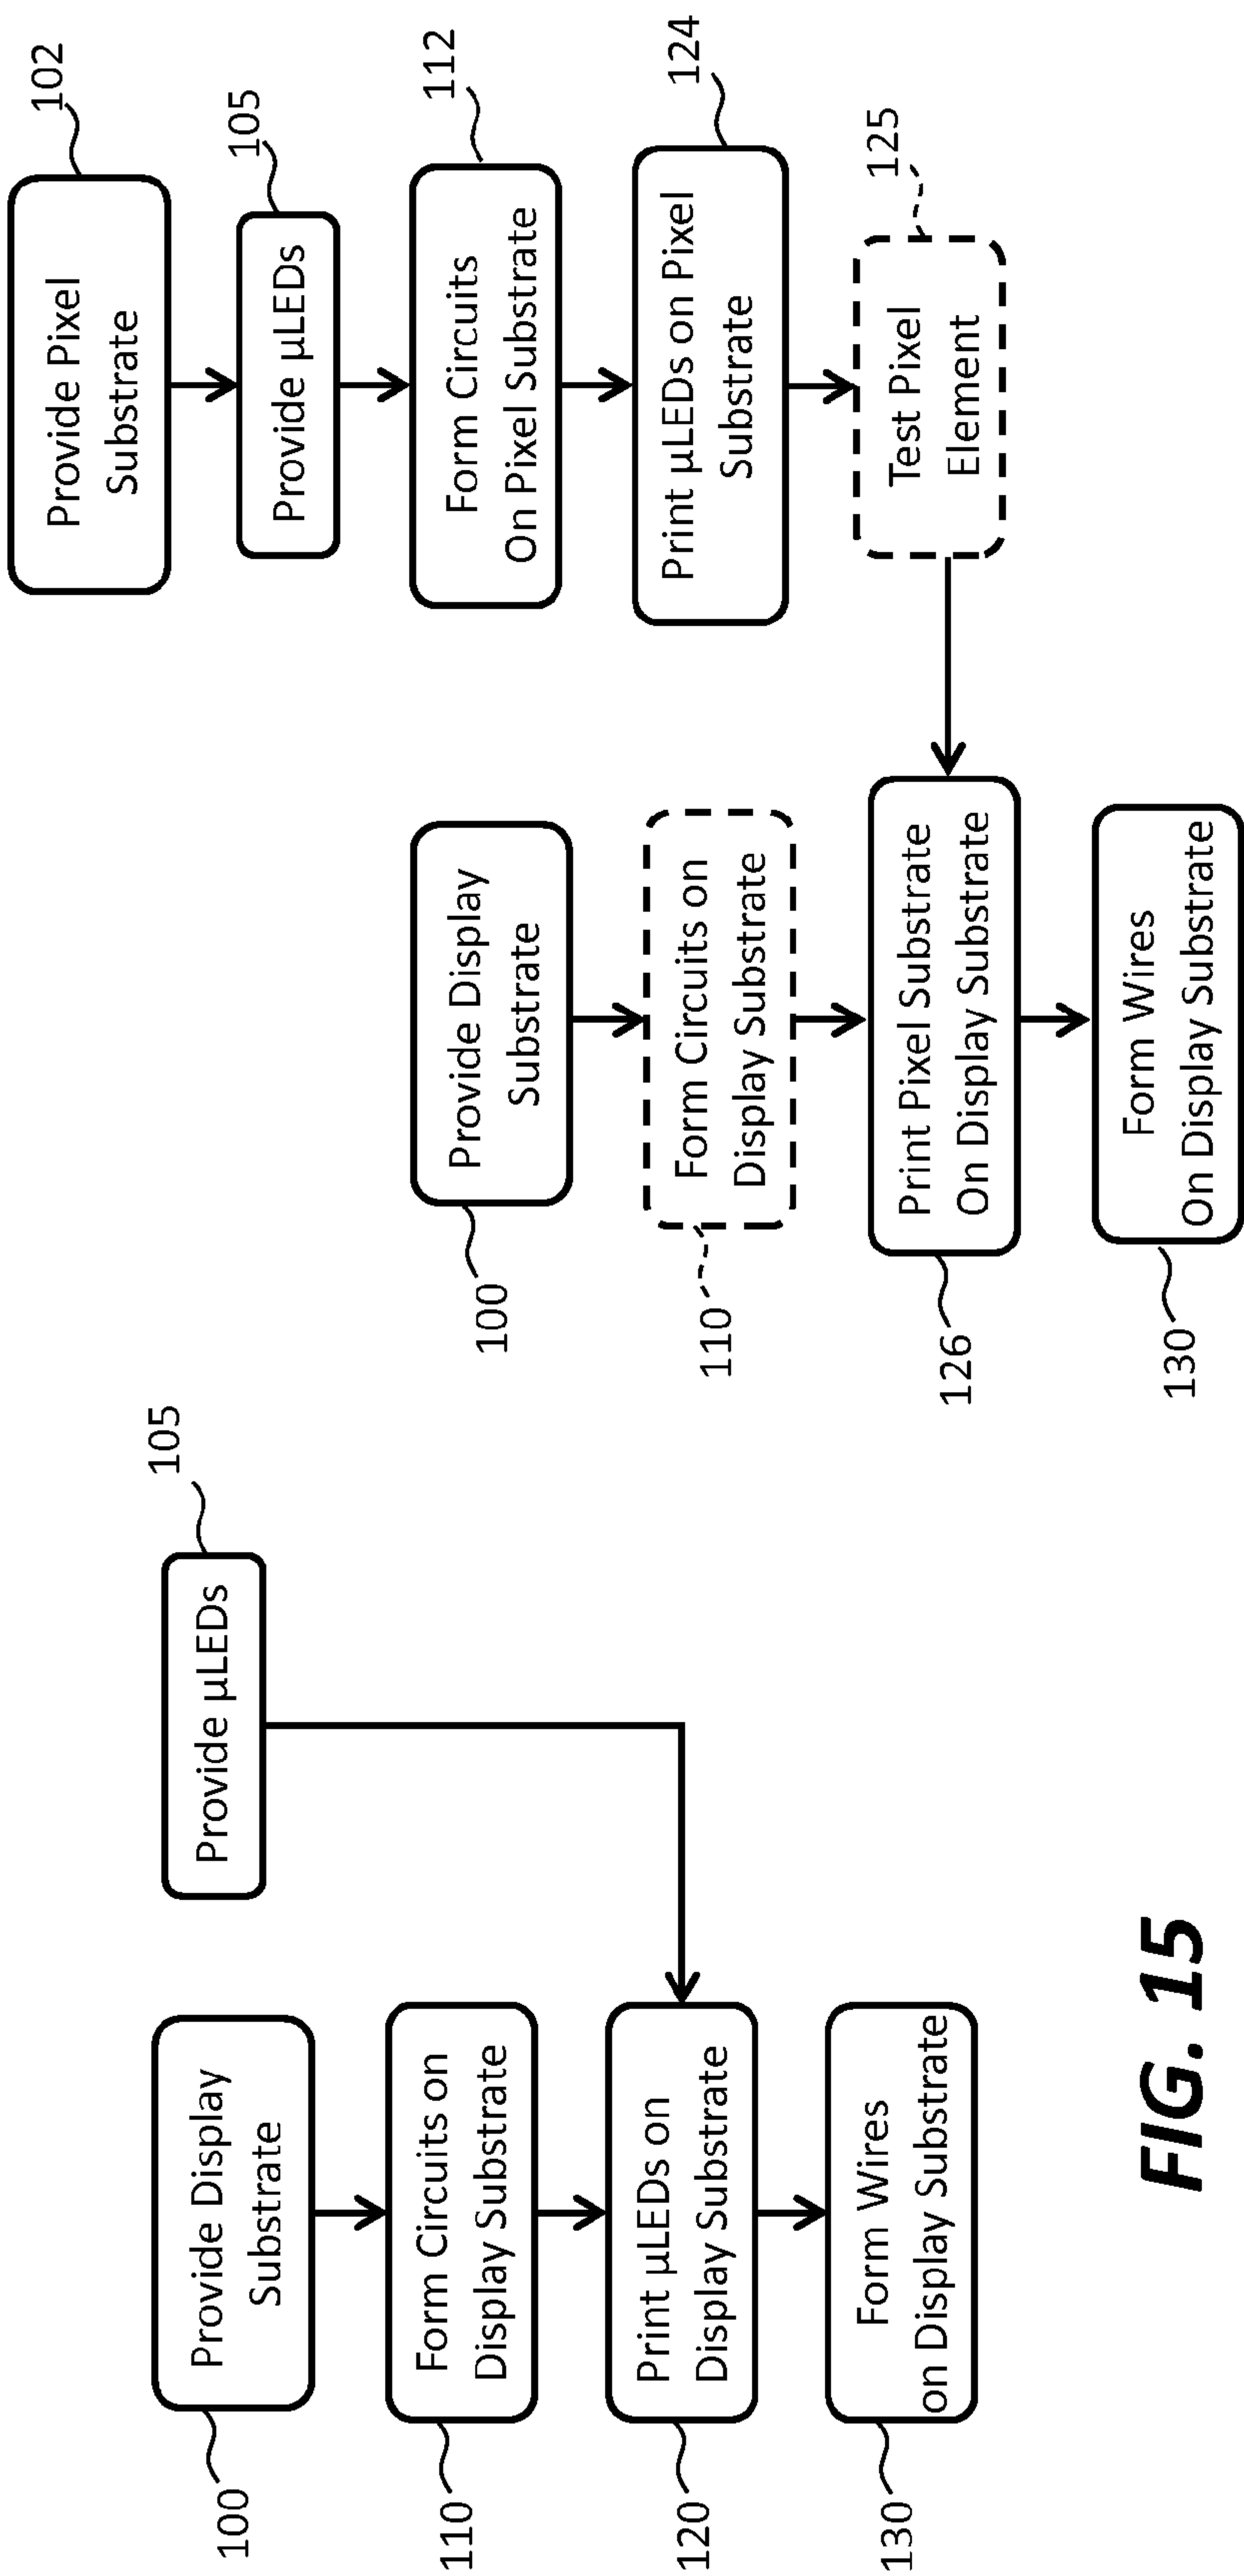 100
Provide Display
Substrate
110
Form Circuits on
Display Substrate
105
Provide µLEDs
120
Print µLEDs on
Display Substrate
130
Form Wires
on Display Substrate
FIG. 15
102
Provide Pixel
Substrate
105
Provide µLEDs
112
Form Circuits
On Pixel Substrate
124
Print µLEDs on Pixel
Substrate
125
Test Pixel
Element
100
Provide Display
Substrate
110
Form Circuits on
Display Substrate
126
Print Pixel Substrate
On Display Substrate
130
Form Wires
On Display Substrate